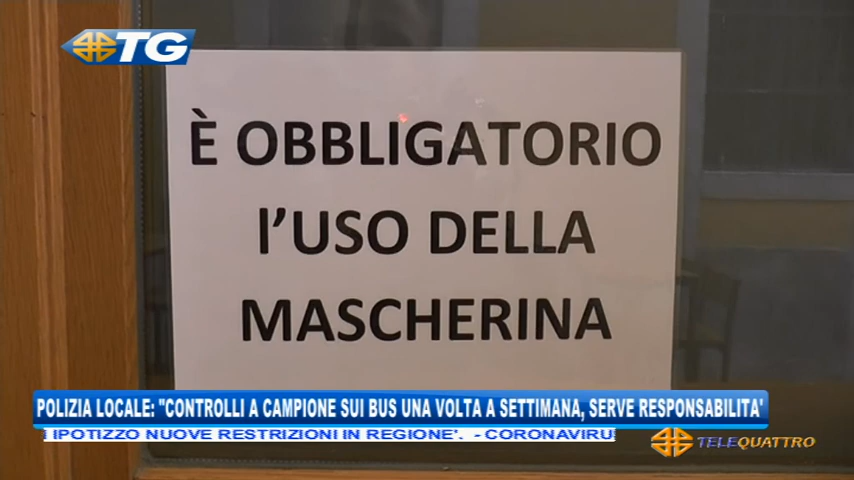 TG
È OBBLIGATORIO
l'USO DELLA
MASCHERINA
POLIZIA LOCALE: "CONTROLLI A CAMPIONE SUI BUS UNA VOLTA A SETTIMANA, SERVE RESPONSABILITA'
IPOTIZZO NUOVE RESTRIZIONI IN REGIONE'. - CORONAVIRU
TELEQUATTRO